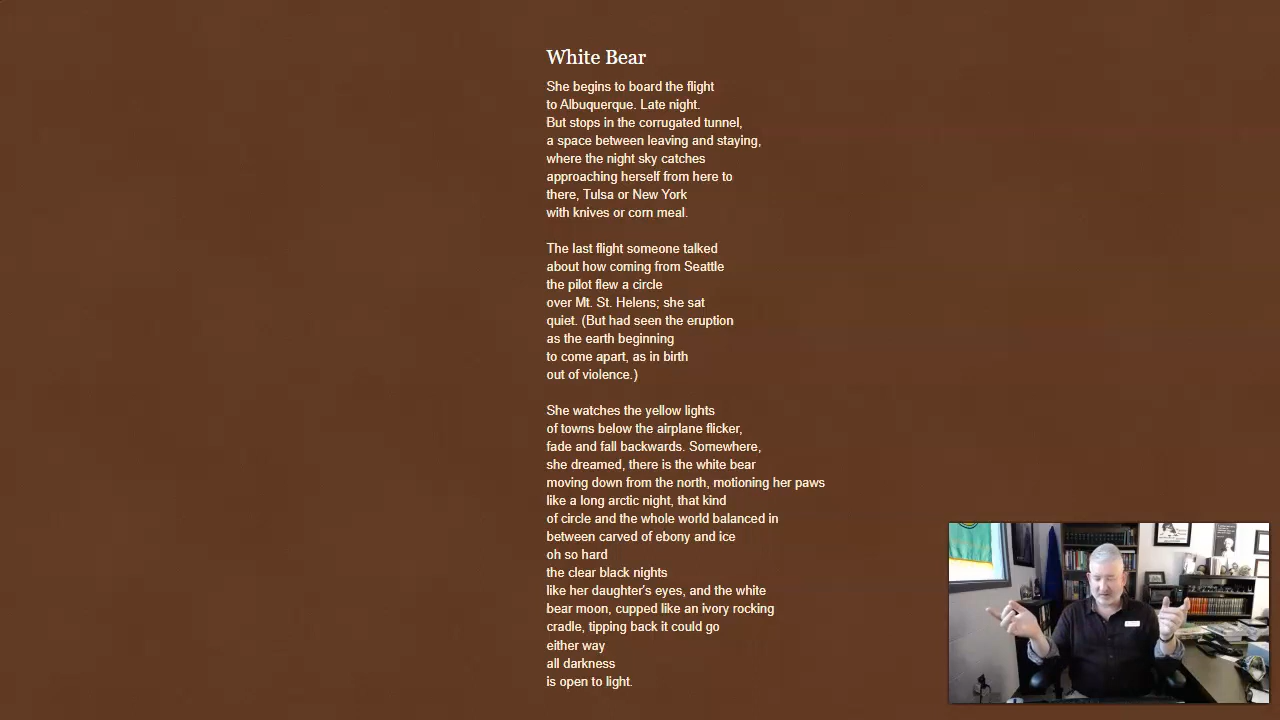 White Bear
She begins to board the flight
to Albuquerque. Late night.
But stops in the corrugated tunnel,
a space between leaving and staying,
where the night sky catches
approaching herself from here to
there, Tulsa or New York
with knives or corn meal.
The last flight someone talked
about how coming from Seattle
the pilot flew a circle
over Mt. St. Helens; she sat
quiet. (But had seen the eruption
as the earth beginning
to come apart, as in birth
out of violence.)
She watches the yellow lights
of towns below the airplane flicker,
fade and fall backwards. Somewhere,
she dreamed, there is the white bear
moving down from the north, motioning her paws
like a long arctic night, that kind
of circle and the whole world balanced in
between carved of ebony and ice
oh so hard
the clear black nights
like her daughter's eyes, and the white
bear moon, cupped like an ivory rocking
cradle, tipping back it could go
either way
all darkness
is open to light.